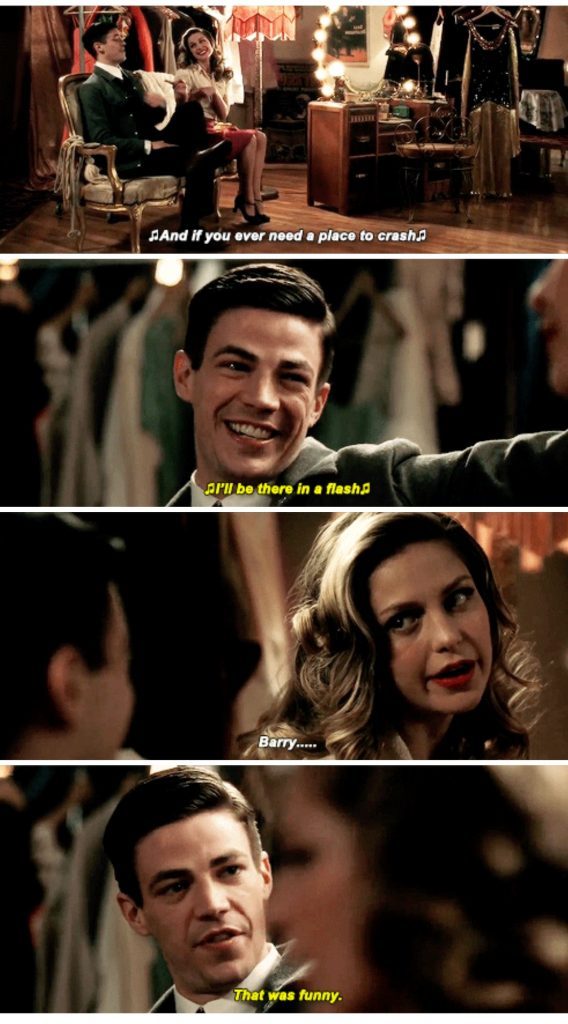 ♫And if you ever need a place to crash♫
♫I'll be there in a flash♫
Barry.....
That was funny.